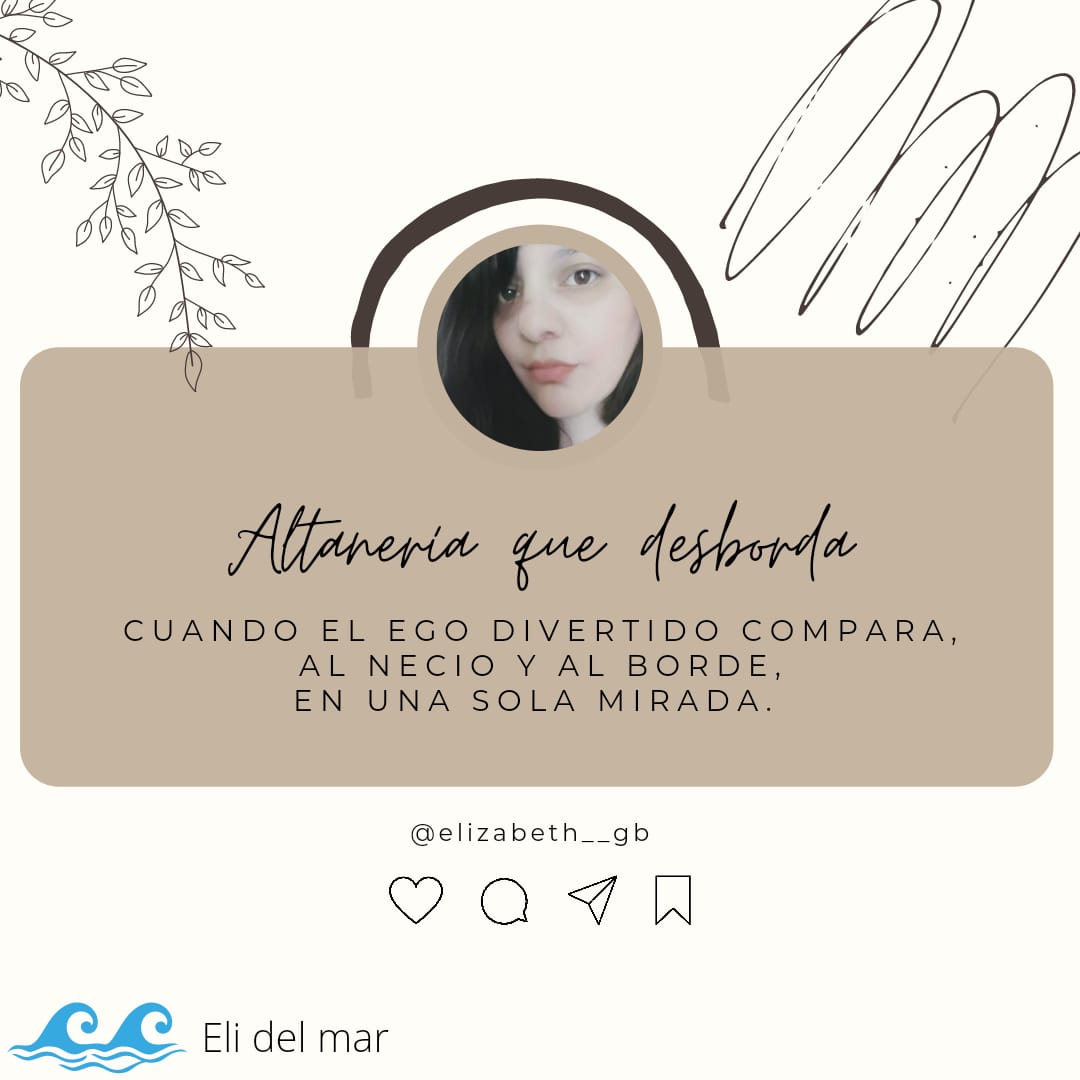 Altanería que desborda
CUANDO EL EGO DIVERTIDO COMPARA,
AL NECIO Y AL BORDE,
EN UNA SOLA MIRADA.
@elizabeth__gb
Eli del mar